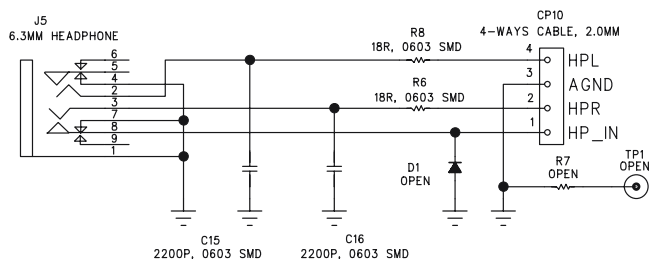 J5
6.3MM HEADPHONE
6
5
4
2
3
7
8
9
1
R8
18R, 0603 SMD
R6
18R, 0603 SMD
CP10
4-WAYS CABLE, 2.0MM
4
HPL
3
AGND
2
HPR
1
HP_IN
D1
OPEN
R7
OPEN
TP1
OPEN
C15
2200P, 0603 SMD
C16
2200P, 0603 SMD